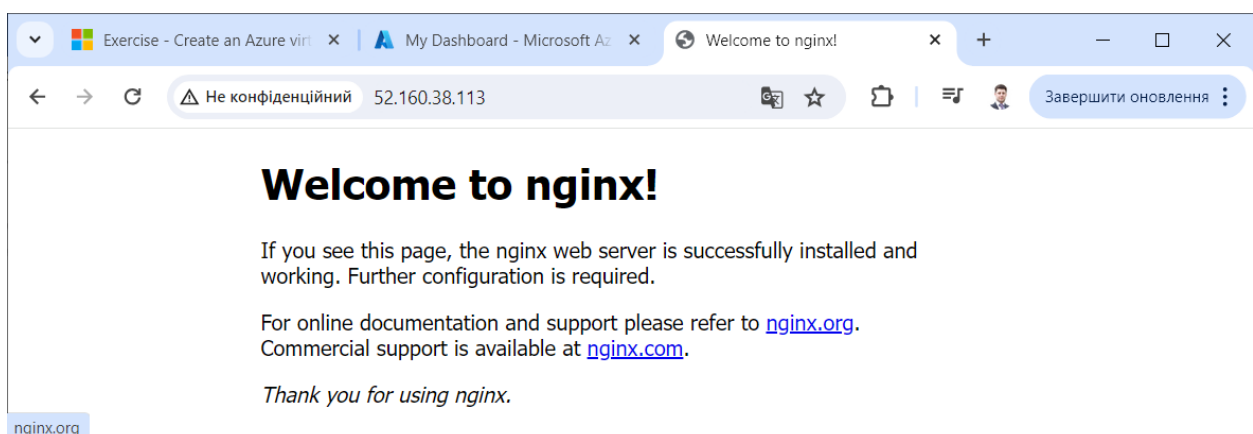 Exercise - Create an Azure virt
My Dashboard - Microsoft Az
Welcome to nginx!
Не конфіденційний
52.160.38.113
Завершити оновлення
Welcome to nginx!
If you see this page, the nginx web server is successfully installed and
working. Further configuration is required.
For online documentation and support please refer to nginx.org.
Commercial support is available at nginx.com.
Thank you for using nginx.
nginx.org